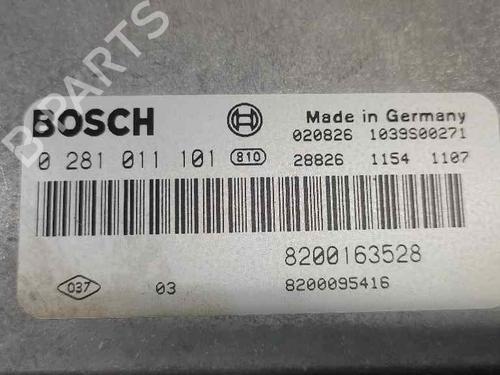 B-PARTS
BOSCH
Made in Germany
020826 1039S00271
0 281 011 101 810
28826 1154 1107
8200163528
037 03 8200095416